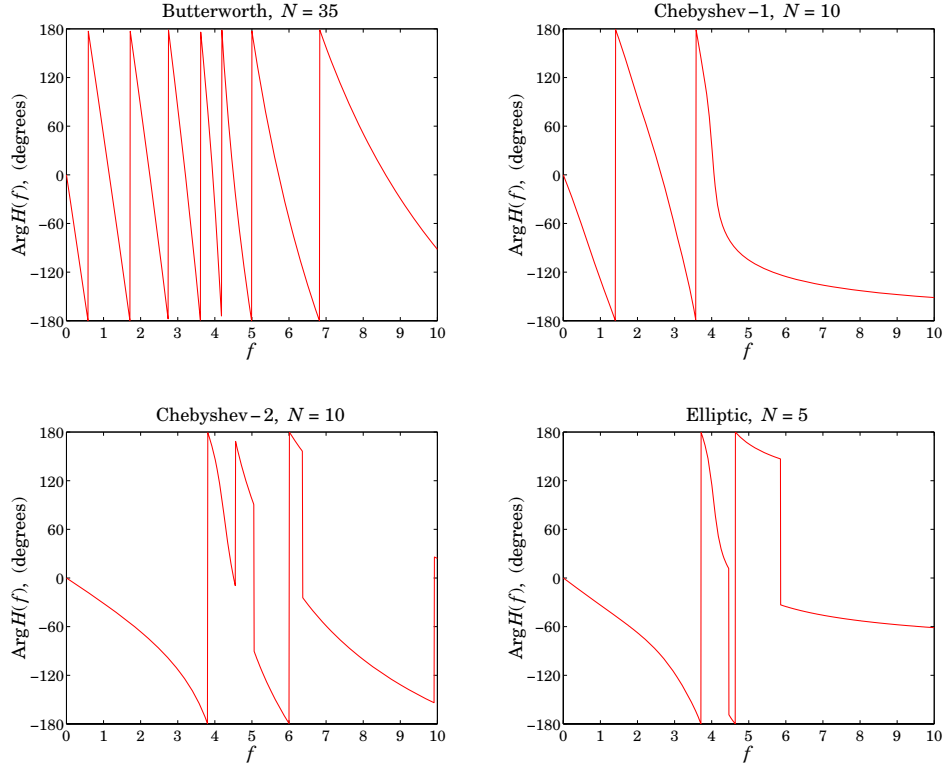 Butterworth, N = 35
180
120
60
0
−60
−120
−180
ArgH(f), (degrees)
0 1 2 3 4 5 6 7 8 9 10
f
Chebyshev−1, N = 10
180
120
60
0
−60
−120
−180
ArgH(f), (degrees)
0 1 2 3 4 5 6 7 8 9 10
f
Chebyshev−2, N = 10
180
120
60
0
−60
−120
−180
ArgH(f), (degrees)
0 1 2 3 4 5 6 7 8 9 10
f
Elliptic, N = 5
180
120
60
0
−60
−120
−180
ArgH(f), (degrees)
0 1 2 3 4 5 6 7 8 9 10
f